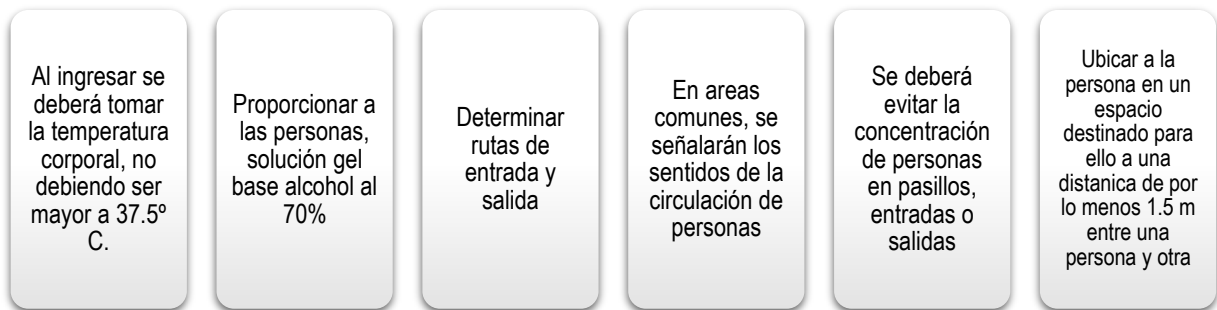 Al ingresar se
deberá tomar
la temperatura
corporal, no
debiendo ser
mayor a 37.5º
C.
Proporcionar a
las personas,
solución gel
base alcohol al
70%
Determinar
rutas de
entrada y
salida
En areas
comunes, se
señalarán los
sentidos de la
circulación de
personas
Se deberá
evitar la
concentración
de personas
en pasillos,
entradas o
salidas
Ubicar a la
persona en un
espacio
destinado para
ello a una
distanica de por
lo menos 1.5 m
entre una
persona y otra